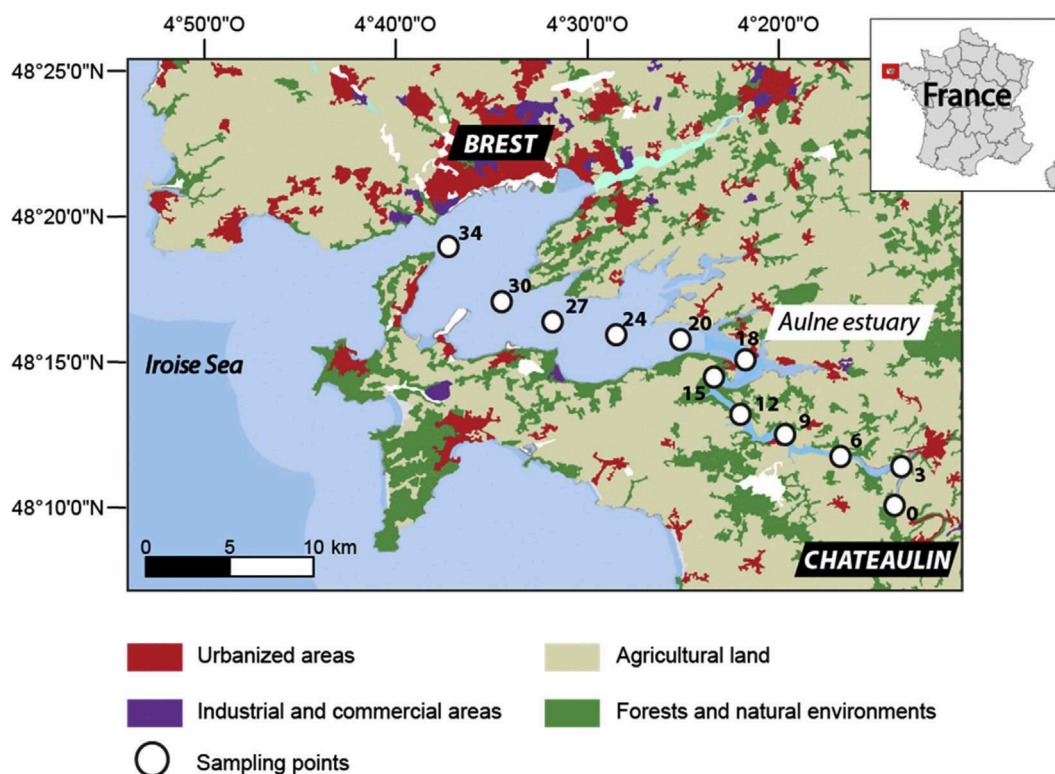 4°50'0"O 4°40'0"O 4°30'0"O 4°20'0"O
48°25'0"N
France
BREST
48°20'0"N
34
30
27
24
20
Aulne estuary
18
Iroise Sea
48°15'0"N
15
12
9
6
3
48°10'0"N
0
0 5 10 km
CHATEAULIN
Urbanized areas
Agricultural land
Industrial and commercial areas
Forests and natural environments
Sampling points